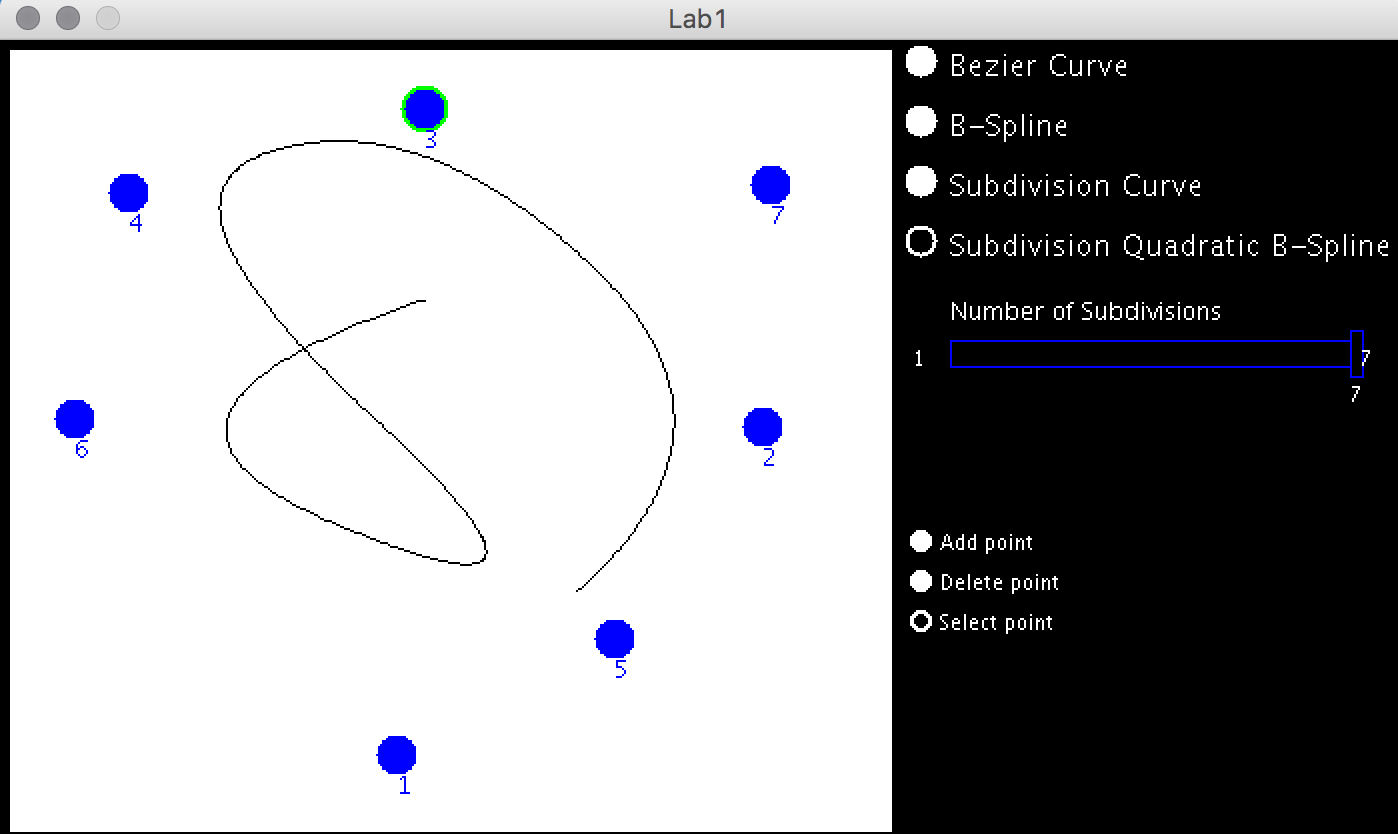 Lab1
Bezier Curve
B-Spline
Subdivision Curve
Subdivision Quadratic B-Spline
Number of Subdivisions
1 7
7
Add point
Delete point
Select point
3
4
7
6
2
5
1